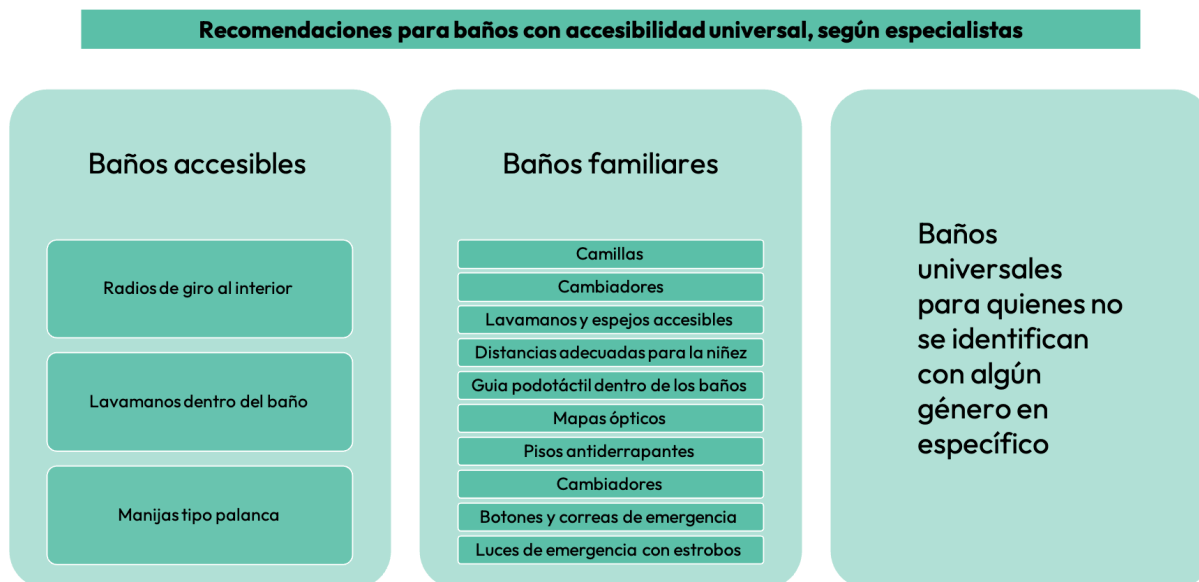 Recomendaciones para baños con accesibilidad universal, según especialistas
Baños accesibles
Radios de giro al interior
Lavamanos dentro del baño
Manijas tipo palanca
Baños familiares
Camillas
Cambiadores
Lavamanos y espejos accesibles
Distancias adecuadas para la niñez
Guia podotáctil dentro de los baños
Mapas ópticos
Pisos antiderrapantes
Cambiadores
Botones y correas de emergencia
Luces de emergencia con estrobos
Baños
universales
para quienes no
se identifican
con algún
género en
específico